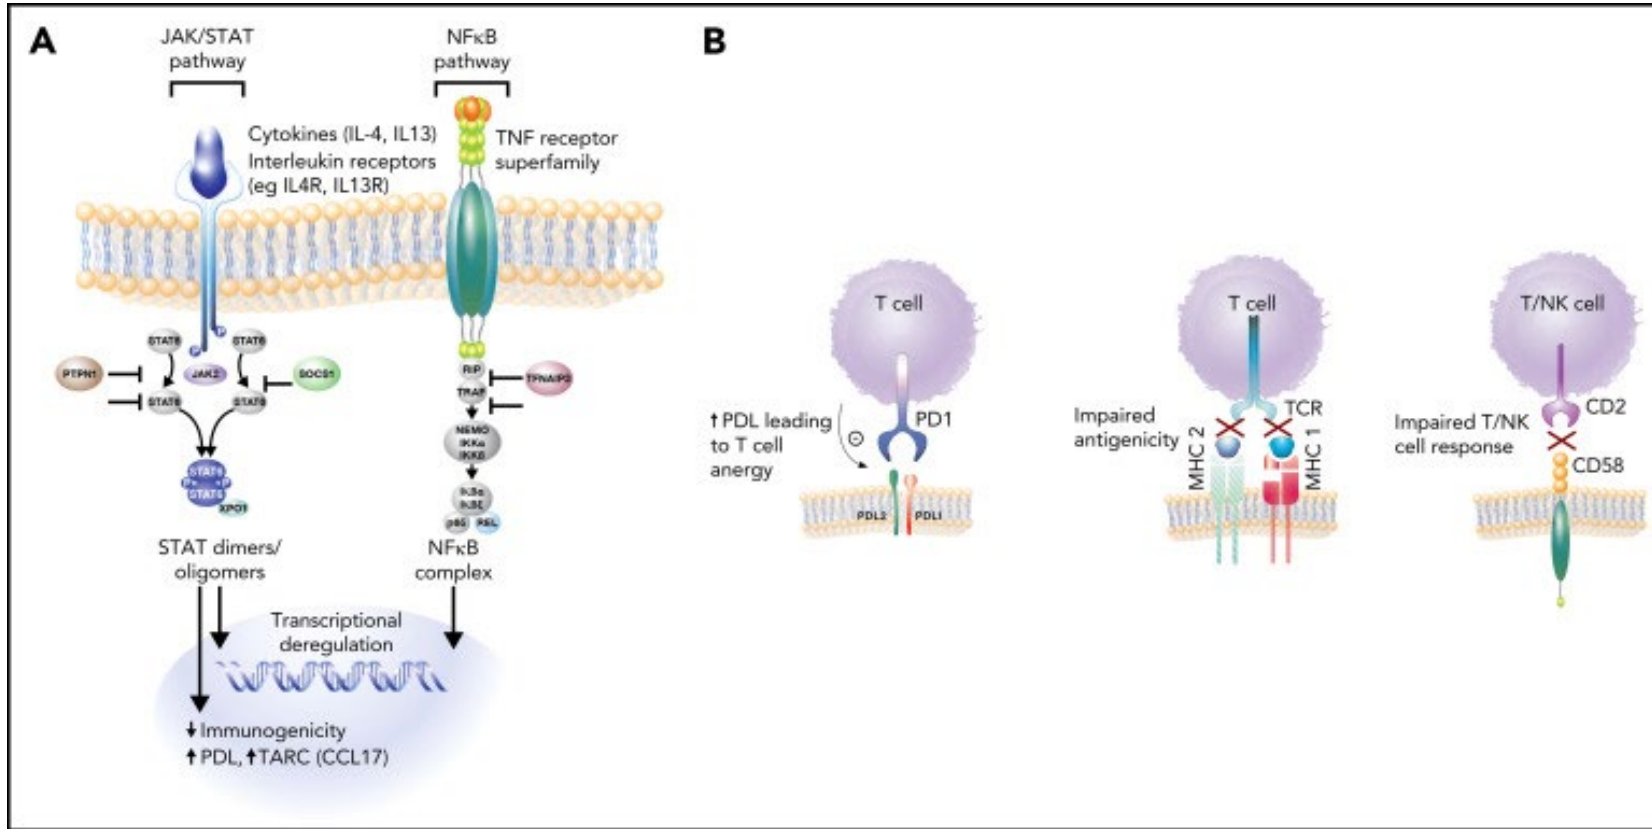 A
JAK/STAT
pathway
NFκB
pathway
Cytokines (IL-4, IL13)
Interleukin receptors
(eg IL4R, IL13R)
TNF receptor
superfamily
P
P
STAT6
STAT6
PTPN1
JAK2
SOCS1
STAT6
STAT6
STAT6
P
P
STAT6
XPO1
RIP
TRAF
TFNAIP3
NEMO
IKKα
IKKβ
p65
REL
STAT dimers/
oligomers
NFκB
complex
Transcriptional
deregulation
↓ Immunogenicity
↑ PDL, ↑TARC (CCL17)
B
T cell
PD1
↑ PDL leading
to T cell
anergy
PDL2
PDL1
T cell
TCR
Impaired
antigenicity
MHC 2
MHC 1
T/NK cell
CD2
Impaired T/NK
cell response
CD58